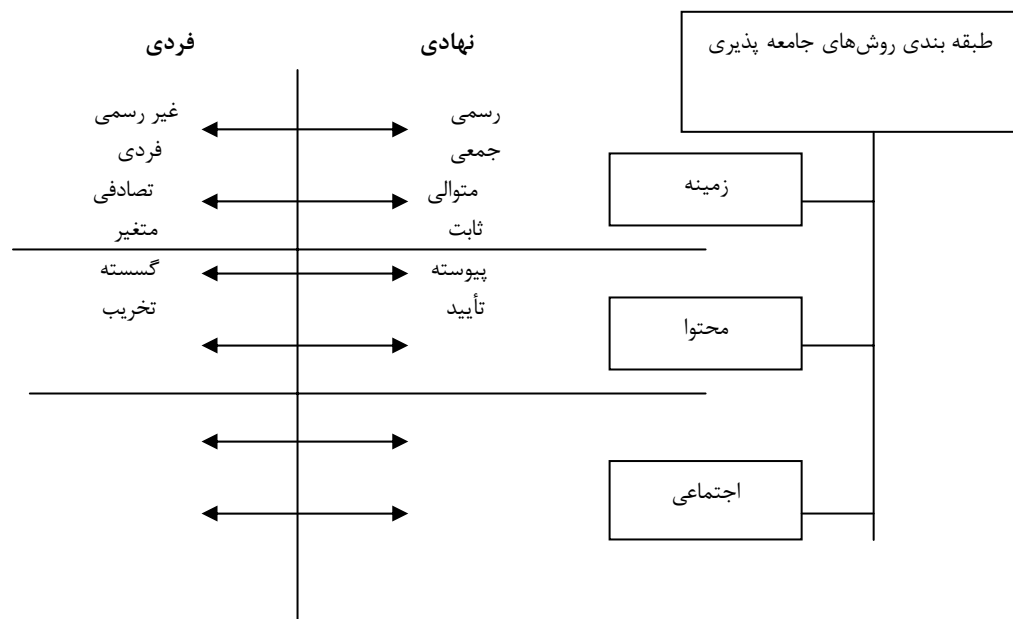 طبقه بندی روش‌های جامعه پذیری
نهادی
فردی
رسمی
غیر رسمی
جمعی
فردی
متوالی
تصادفی
ثابت
متغیر
پیوسته
گسسته
تأیید
تخریب
زمینه
محتوا
اجتماعی